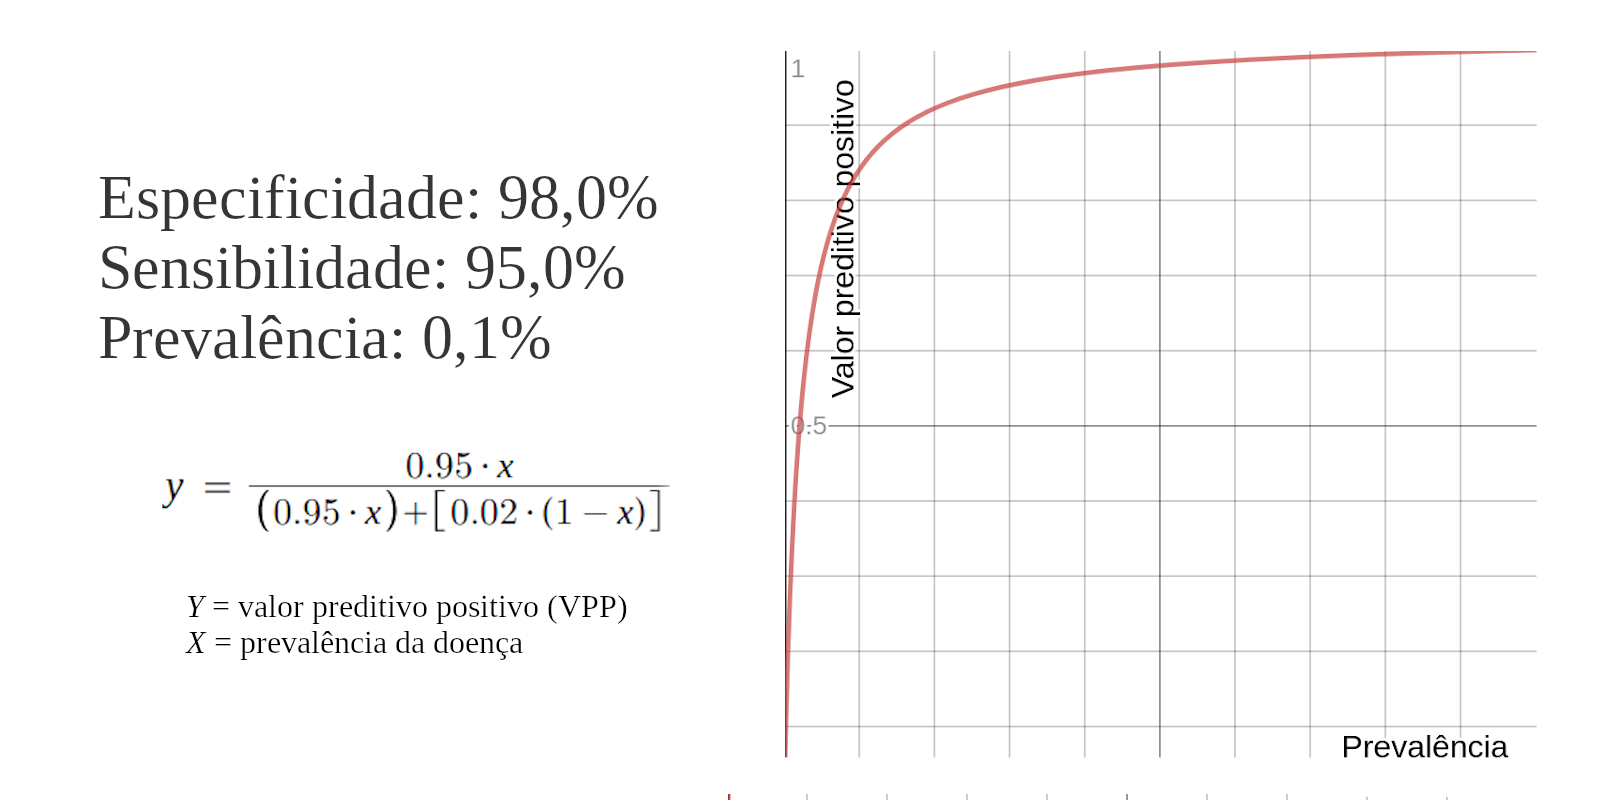 Especificidade: 98,0%
Sensibilidade: 95,0%
Prevalência: 0,1%
y = 0.95 · x / (0.95 · x)+[0.02 · (1 − x)]
Y = valor preditivo positivo (VPP)
X = prevalência da doença
1
Valor preditivo positivo
0.5
Prevalência